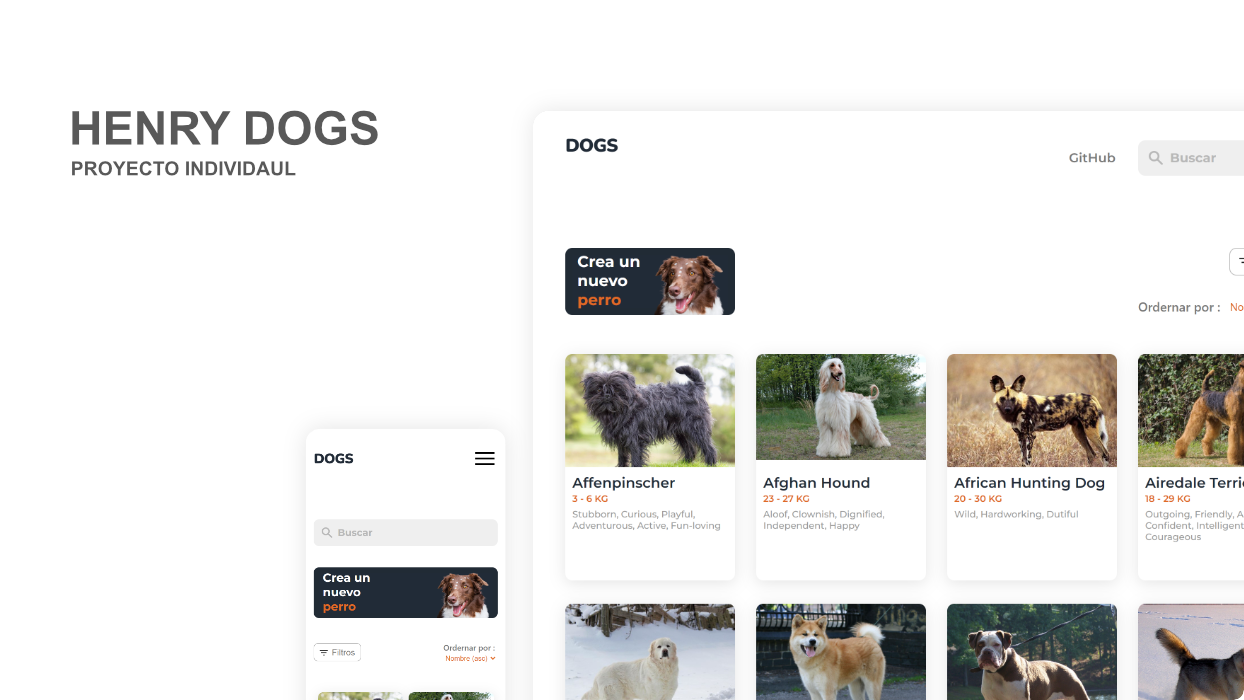 HENRY DOGS
PROYECTO INDIVIDAUL
DOGS
GitHub
Buscar
Crea un
nuevo
perro
Ordernar por :
No
Affenpinscher
3 - 6 KG
Stubborn, Curious, Playful,
Adventurous, Active, Fun-loving
Afghan Hound
23 - 27 KG
Aloof, Clownish, Dignified,
Independent, Happy
African Hunting Dog
20 - 30 KG
Wild, Hardworking, Dutiful
Airedale Terri
18 - 29 KG
Outgoing, Friendly, A
Confident, Intelligent
Courageous
DOGS
Buscar
Crea un
nuevo
perro
Filtros
Ordernar por :
Nombre (asc)